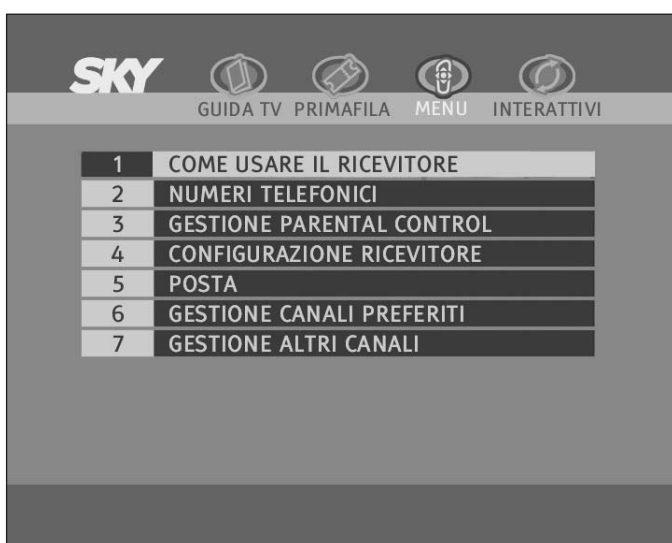 SKY
GUIDA TV PRIMAFILA MENU INTERATTIVI
1 COME USARE IL RICEVITORE
2 NUMERI TELEFONICI
3 GESTIONE PARENTAL CONTROL
4 CONFIGURAZIONE RICEVITORE
5 POSTA
6 GESTIONE CANALI PREFERITI
7 GESTIONE ALTRI CANALI